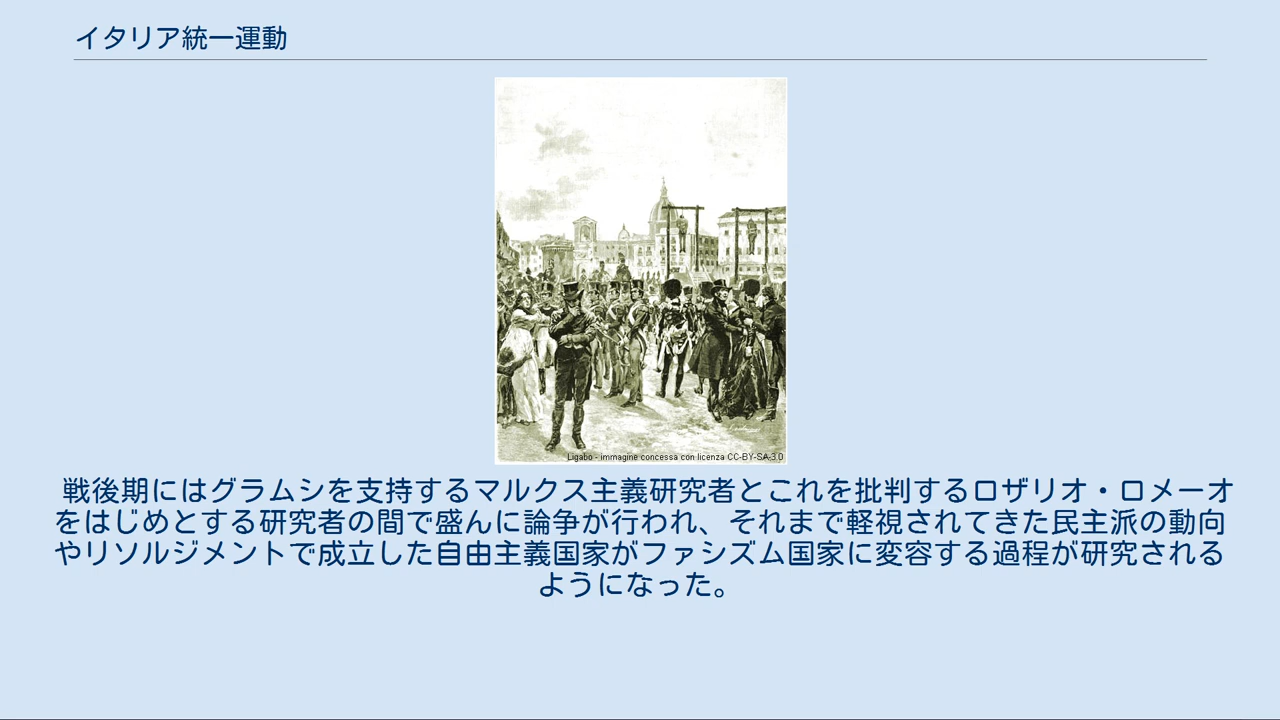 イタリア統一運動
Ligabo - immagine concessa con licenza CC-BY-SA-3.0
戦後期にはグラムシを支持するマルクス主義研究者とこれを批判するロザリオ・ロメーオ
をはじめとする研究者の間で盛んに論争が行われ、それまで軽視されてきた民主派の動向
やリソルジメントで成立した自由主義国家がファシズム国家に変容する過程が研究される
ようになった。